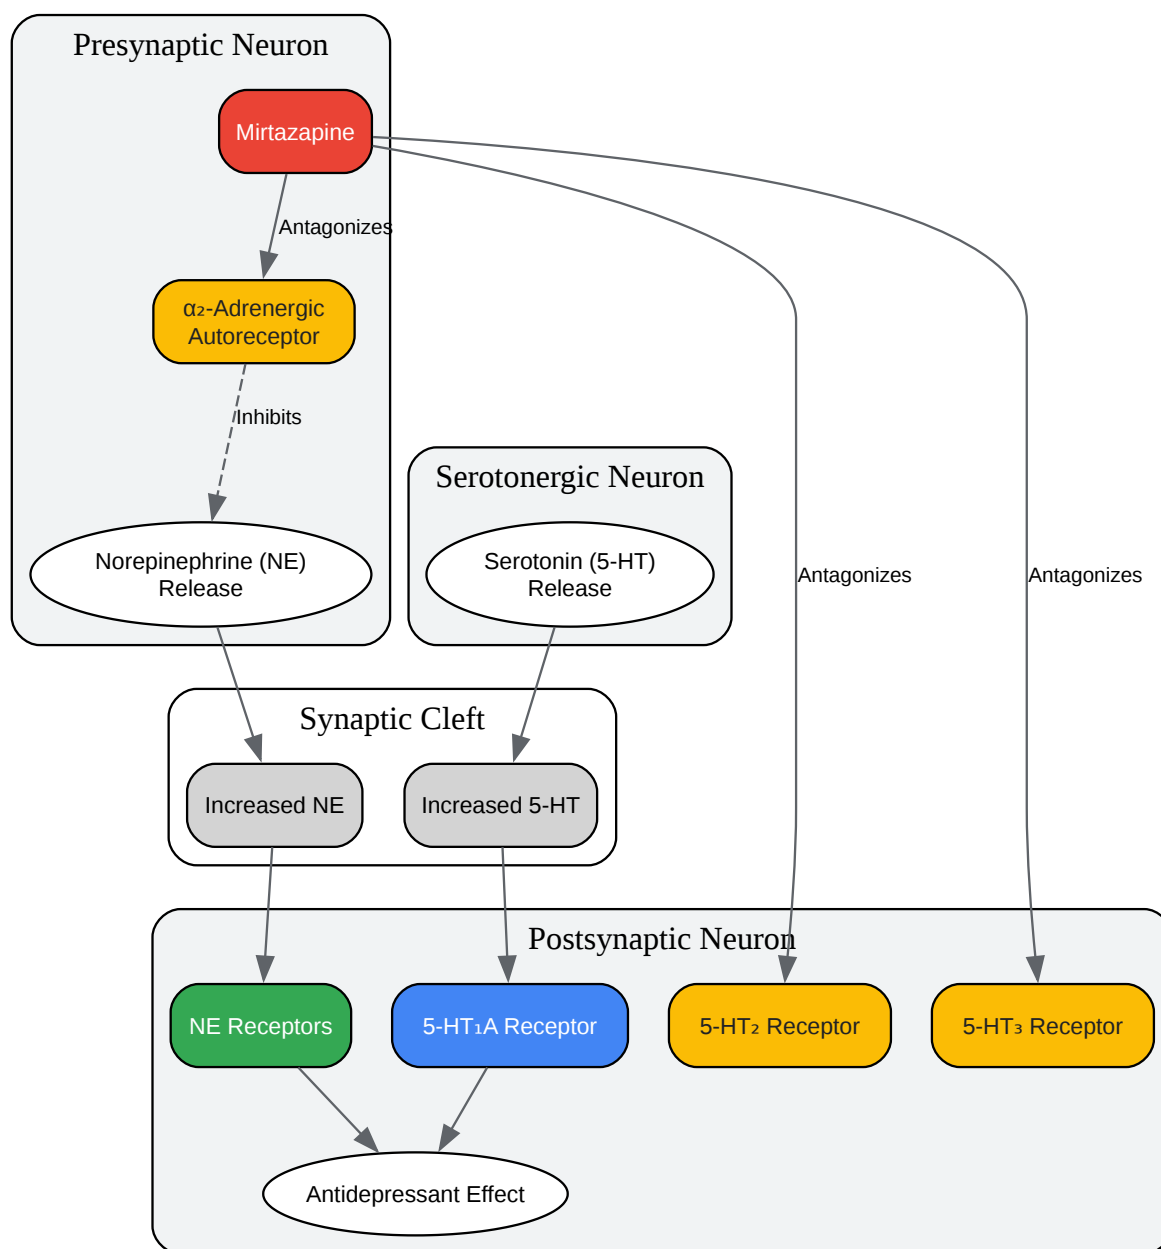 Presynaptic Neuron
Mirtazapine
Antagonizes
α₂-Adrenergic
Autoreceptor
Inhibits
Serotonergic Neuron
Norepinephrine (NE)
Release
Serotonin (5-HT)
Release
Antagonizes
Antagonizes
Synaptic Cleft
Increased NE
Increased 5-HT
Postsynaptic Neuron
NE Receptors
5-HT₁A Receptor
5-HT₂ Receptor
5-HT₃ Receptor
Antidepressant Effect